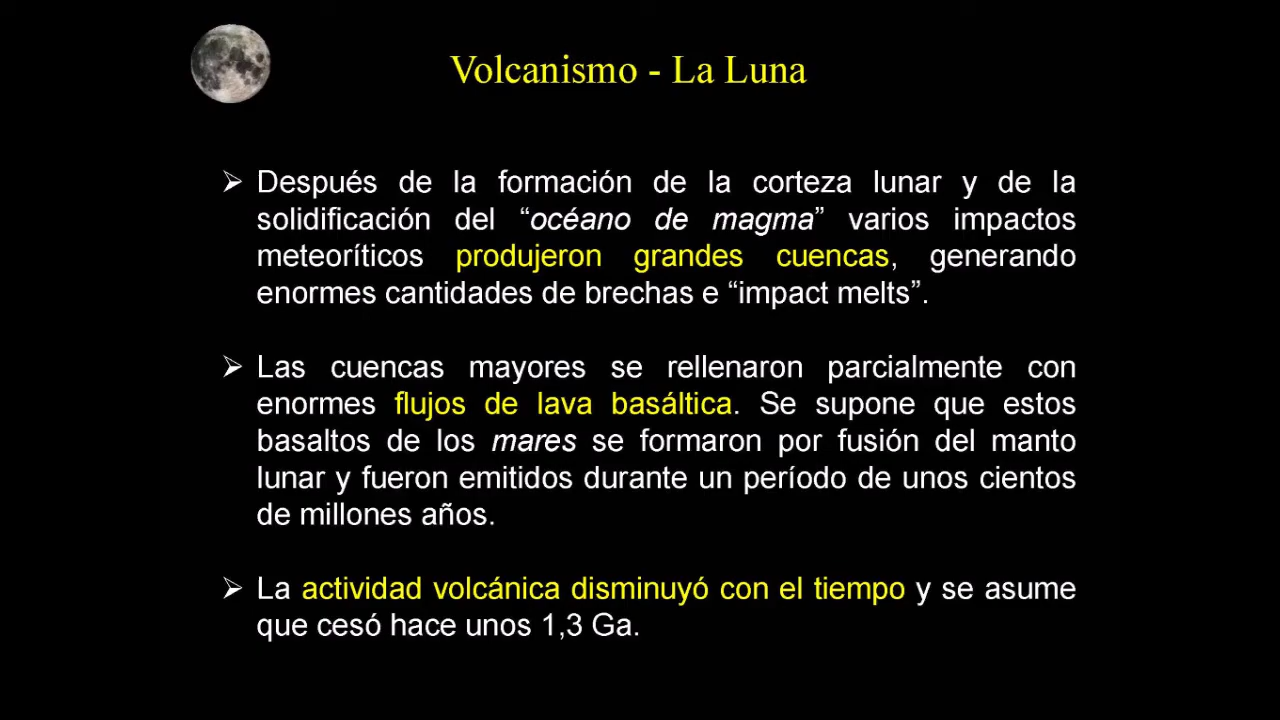 Volcanismo - La Luna
➢ Después de la formación de la corteza lunar y de la
solidificación del “océano de magma” varios impactos
meteoríticos produjeron grandes cuencas, generando
enormes cantidades de brechas e “impact melts”.
➢ Las cuencas mayores se rellenaron parcialmente con
enormes flujos de lava basáltica. Se supone que estos
basaltos de los mares se formaron por fusión del manto
lunar y fueron emitidos durante un período de unos cientos
de millones años.
➢ La actividad volcánica disminuyó con el tiempo y se asume
que cesó hace unos 1,3 Ga.